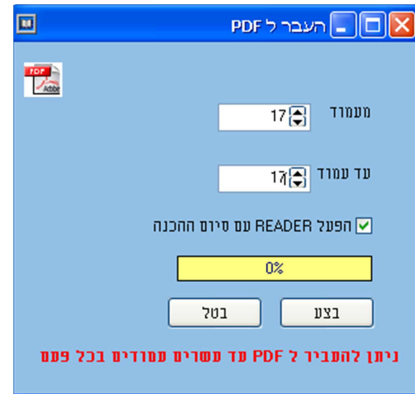 העבר ל PDF
PDF
Adobe
מעמוד 17
עד עמוד 17
הפעל READER עם סיום ההכנה
0%
בצע בטל
ניתן להעביר ל PDF עד עשרים עמודים בכל פעם